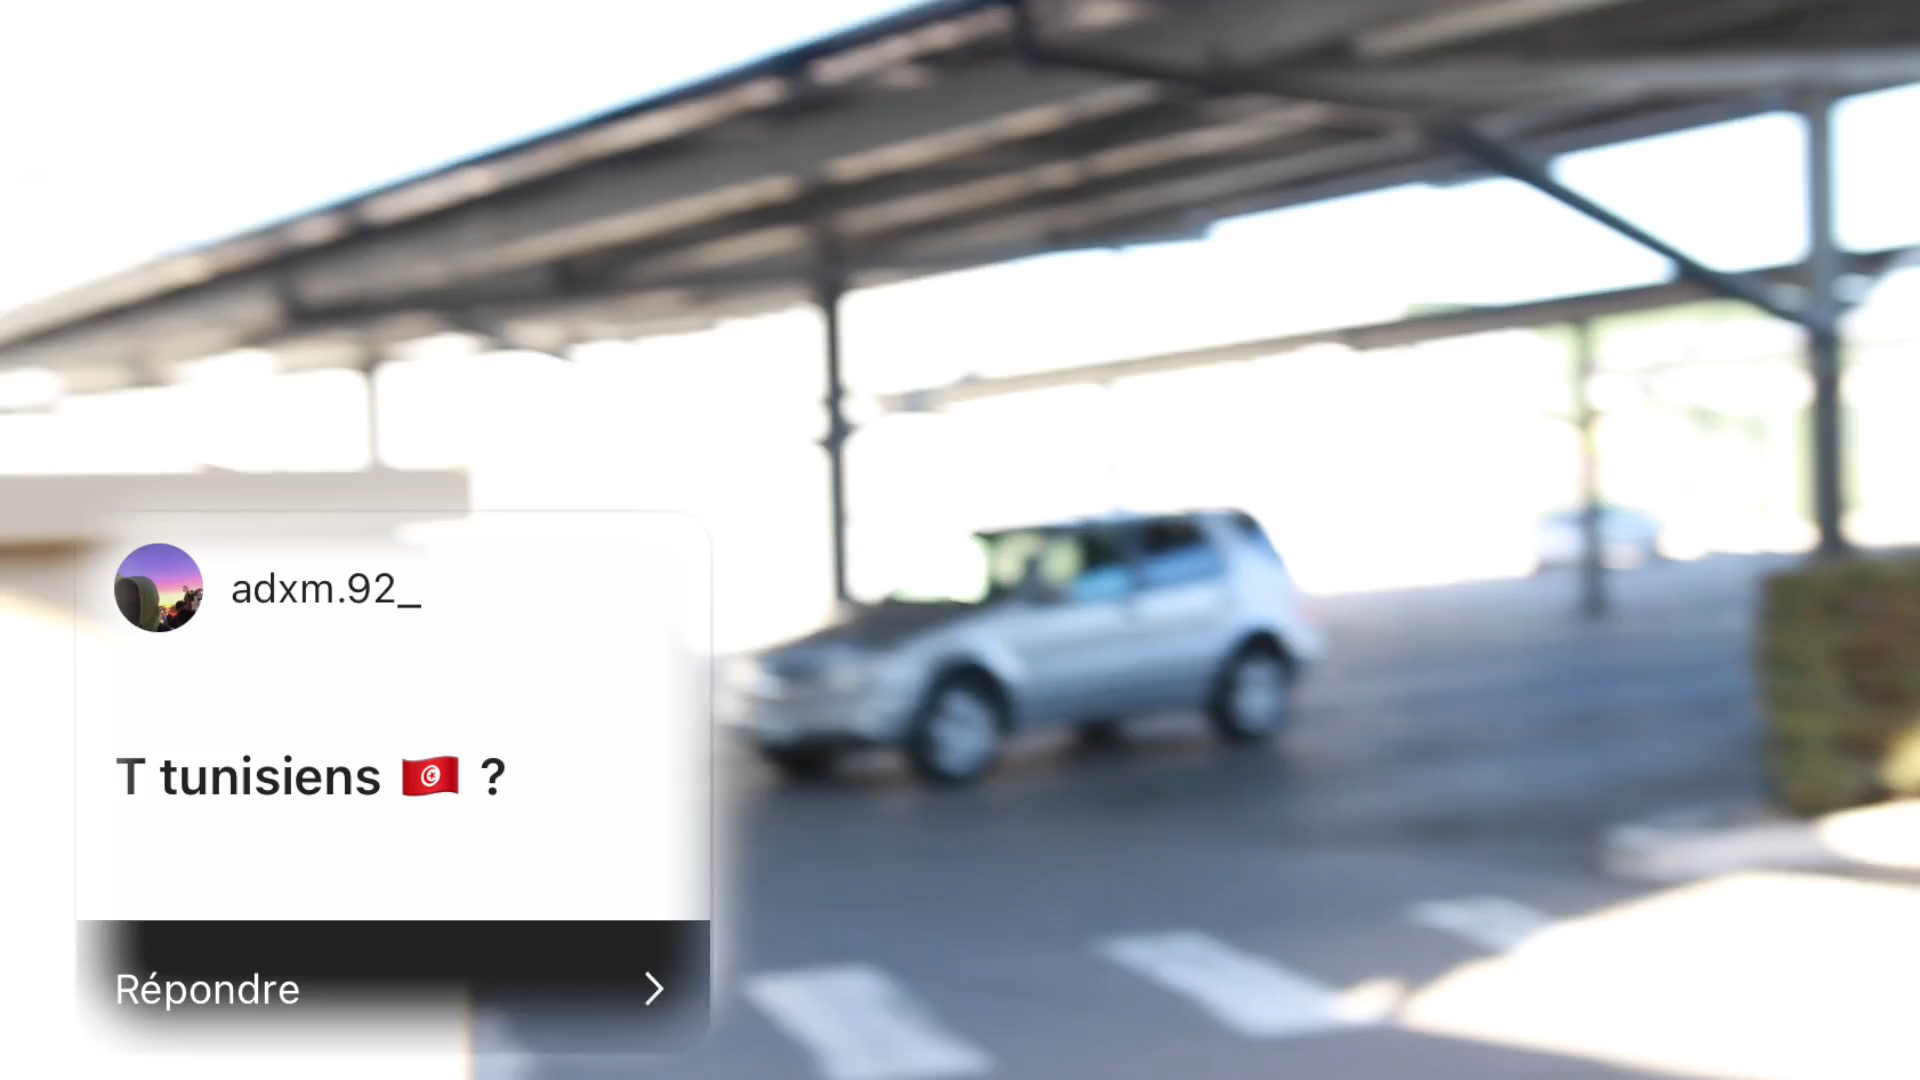 adxm.92_
T tunisiens 🇹🇳 ?
Répondre